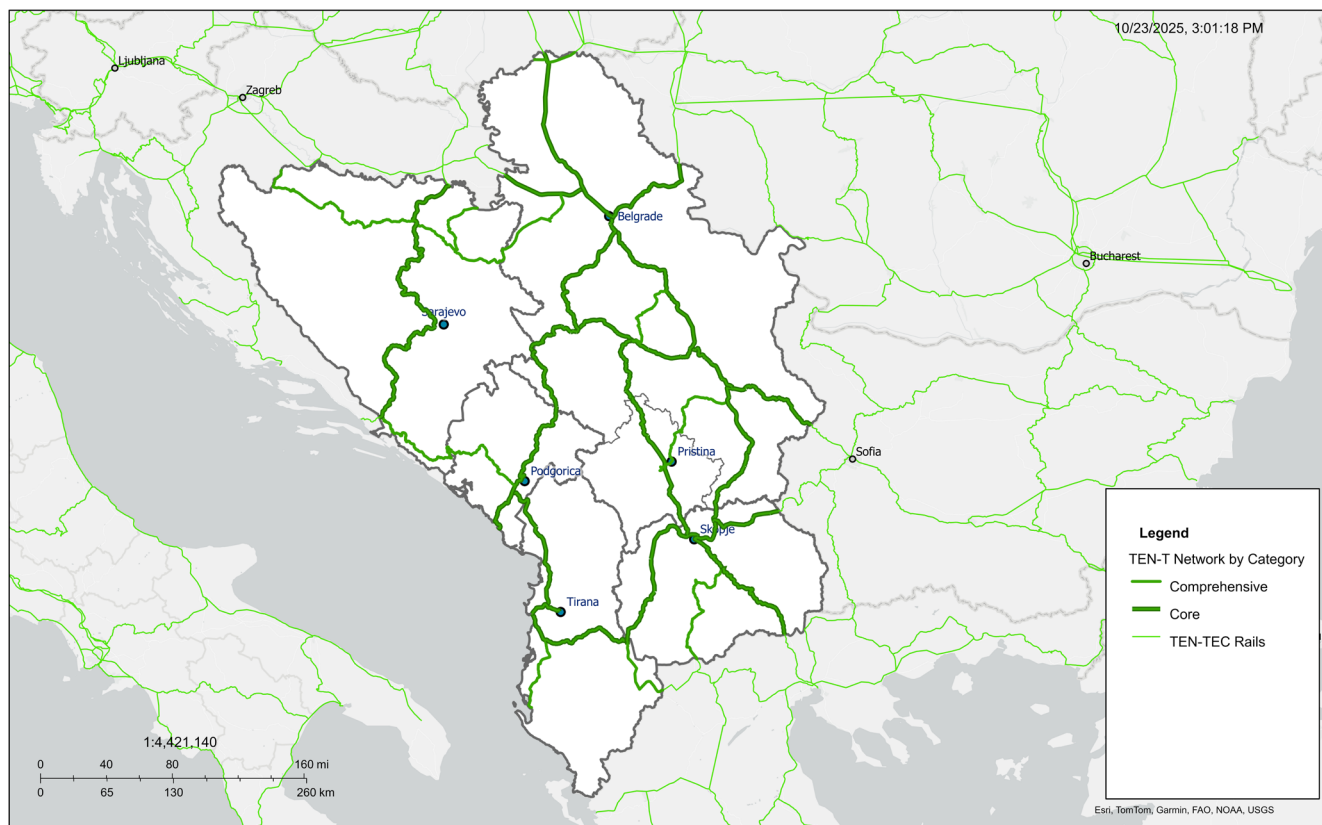 10/23/2025, 3:01:18 PM
Ljubljana
Zagreb
Belgrade
Bucharest
Sarajevo
Sofia
Pristina
Podgorica
Skopje
Tirana
Legend
TEN-T Network by Category
Comprehensive
Core
TEN-TEC Rails
1:4,421,140
0 40 80 160 mi
0 65 130 260 km
Esri, TomTom, Garmin, FAO, NOAA, USGS